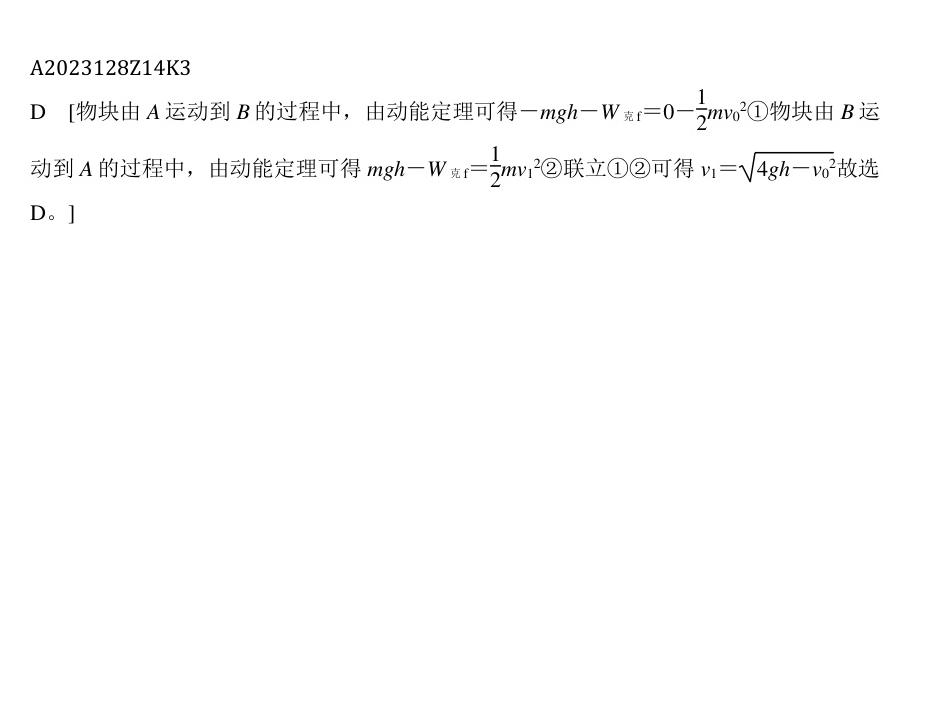 A2023128Z14K3
D [物块由 A 运动到 B 的过程中，由动能定理可得－mgh－W克f＝0－\frac{1}{2}mv₀²①物块由 B 运
动到 A 的过程中，由动能定理可得 mgh－W克f＝\frac{1}{2}mv₁²②联立①②可得 v₁＝\sqrt{4gh－v₀²}故选
D。]